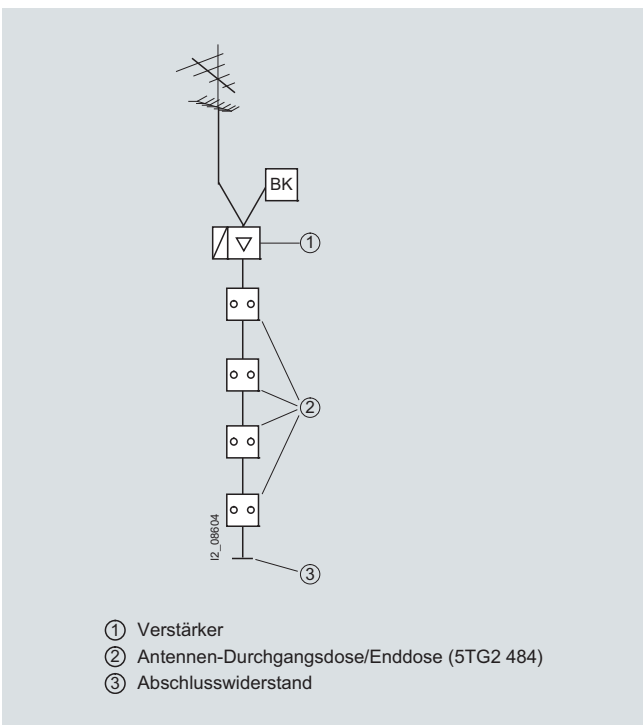 BK
①
②
I2_08604
③
① Verstärker
② Antennen-Durchgangsdose/Enddose (5TG2 484)
③ Abschlusswiderstand